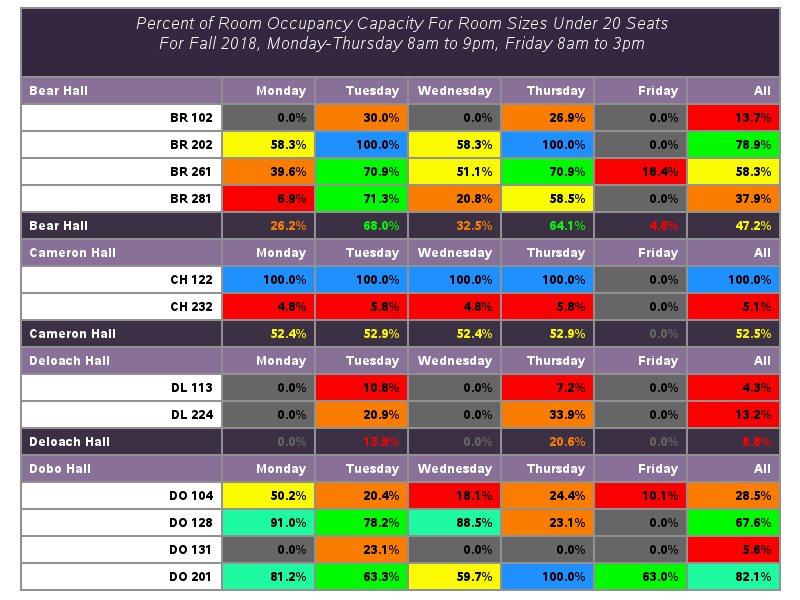 Percent of Room Occupancy Capacity For Room Sizes Under 20 Seats
For Fall 2018, Monday-Thursday 8am to 9pm, Friday 8am to 3pm
Bear Hall Monday Tuesday Wednesday Thursday Friday All
BR 102 0.0% 30.0% 0.0% 26.9% 0.0% 13.7%
BR 202 58.3% 100.0% 58.3% 100.0% 0.0% 78.9%
BR 261 39.6% 70.9% 51.1% 70.9% 18.4% 58.3%
BR 281 6.9% 71.3% 20.8% 58.5% 0.0% 37.9%
Bear Hall 26.2% 68.0% 32.5% 64.1% 4.6% 47.2%
Cameron Hall Monday Tuesday Wednesday Thursday Friday All
CH 122 100.0% 100.0% 100.0% 100.0% 0.0% 100.0%
CH 232 4.8% 5.8% 4.8% 5.8% 0.0% 5.1%
Cameron Hall 52.4% 52.9% 52.4% 52.9% 0.0% 52.5%
Deloach Hall Monday Tuesday Wednesday Thursday Friday All
DL 113 0.0% 10.8% 0.0% 7.2% 0.0% 4.3%
DL 224 0.0% 20.9% 0.0% 33.9% 0.0% 13.2%
Deloach Hall 0.0% 15.9% 0.0% 20.6% 0.0% 8.8%
Dobo Hall Monday Tuesday Wednesday Thursday Friday All
DO 104 50.2% 20.4% 18.1% 24.4% 10.1% 28.5%
DO 128 91.0% 78.2% 88.5% 23.1% 0.0% 67.6%
DO 131 0.0% 23.1% 0.0% 0.0% 0.0% 5.6%
DO 201 81.2% 63.3% 59.7% 100.0% 63.0% 82.1%